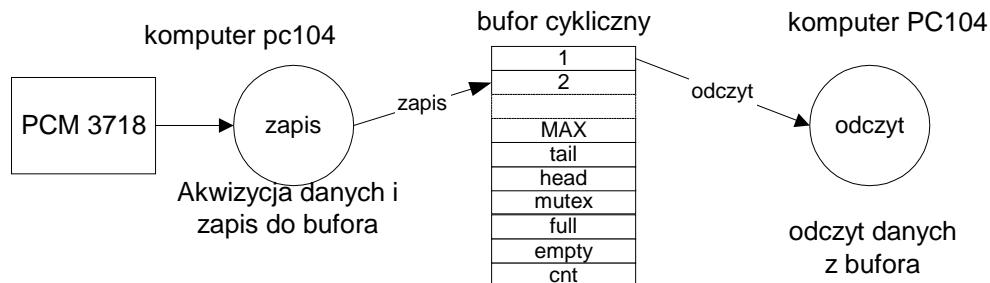 komputer pc104
bufor cykliczny
komputer PC104
PCM 3718
zapis
zapis
1
2
MAX
tail
head
mutex
full
empty
cnt
odczyt
odczyt
Akwizycja danych i
zapis do bufora
odczyt danych
z bufora